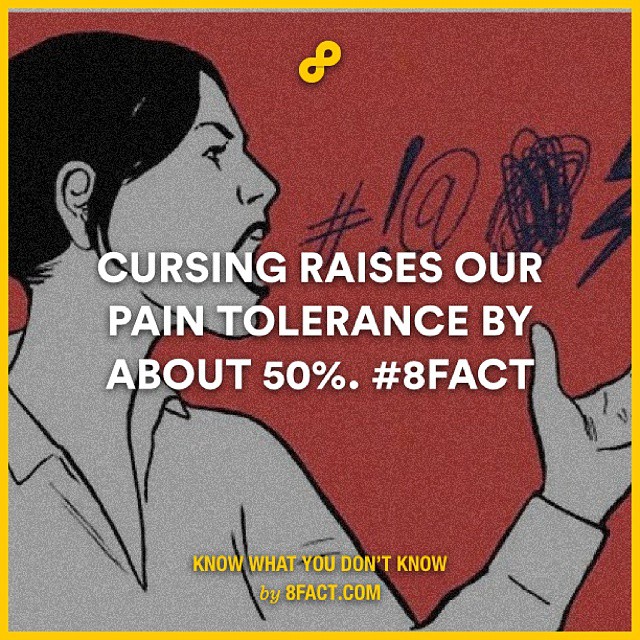 #!@
CURSING RAISES OUR
PAIN TOLERANCE BY
ABOUT 50%. #8FACT
KNOW WHAT YOU DON'T KNOW
by 8FACT.COM